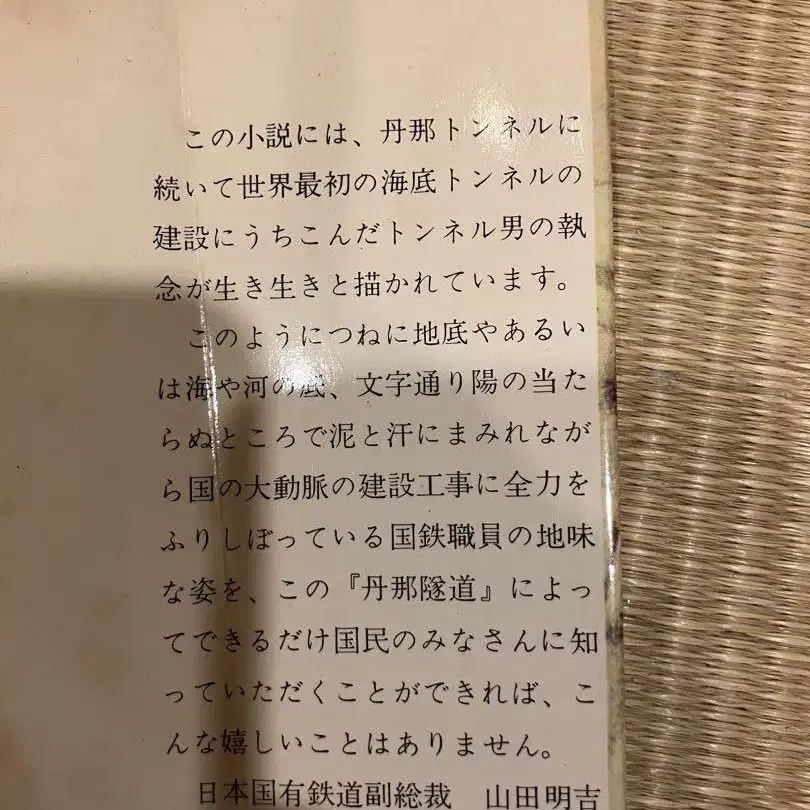 この小説には、丹那トンネルに
続いて世界最初の海底トンネルの
建設にうちこんだトンネル男の執
念が生き生きと描かれています。
このようにつねに地底やあるい
は海や河の底、文字通り陽の当た
らぬところで泥と汗にまみれなが
ら国の大動脈の建設工事に全力を
ふりしぼっている国鉄職員の地味
な姿を、この『丹那隧道』によっ
てできるだけ国民のみなさんに知
っていただくことができれば、こ
んな嬉しいことはありません。
日本国有鉄道副総裁　山田明吉